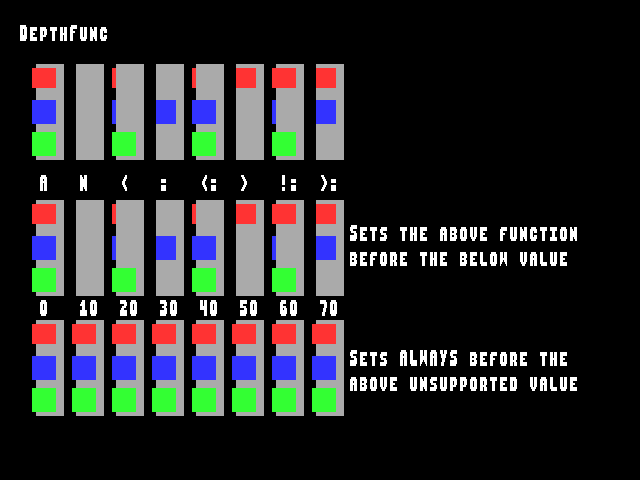 DepthFunc
A N < : <: > !: >:
Sets the above function
before the below value
0 10 20 30 40 50 60 70
Sets ALWAYS before the
above unsupported value